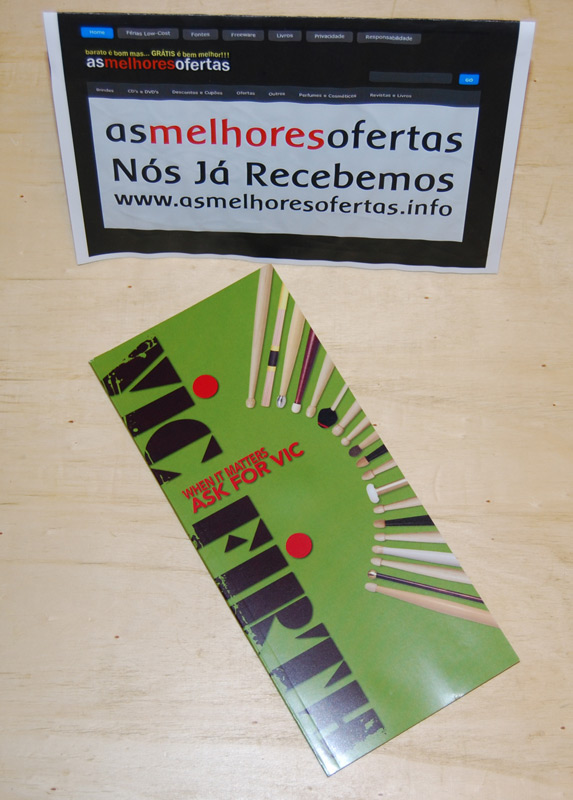 Home Férias Low-Cost Fontes Freeware Livros Privacidade Responsabilidade
barato é bom mas... GRÁTIS é bem melhor!!!
asmelhoresofertas
GO
Brindes CD's e DVD's Descontos e Cupões Ofertas Outros Perfumes e Cosméticos Revistas e Livros
asmelhoresofertas
Nós Já Recebemos
www.asmelhoresofertas.info
VIC FIRTH
WHEN IT MATTERS
ASK FOR VIC